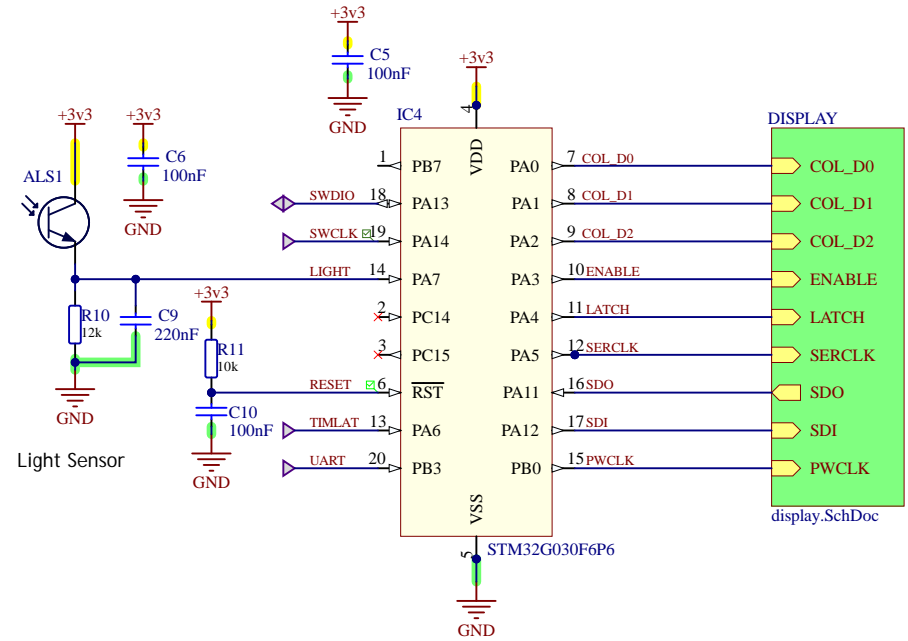 +3v3
C5
100nF
GND
+3v3
+3v3
C6
100nF
GND
+3v3
ALS1
R10
12k
C9
220nF
GND
Light Sensor
+3v3
R11
10k
C10
100nF
GND
SWDIO
SWCLK
LIGHT
RESET
TIMLAT
UART
IC4
4
VDD
1 PB7
18 PA13
19 PA14
14 PA7
2 PC14
3 PC15
6 RST
13 PA6
20 PB3
PA0 7 COL_D0
PA1 8 COL_D1
PA2 9 COL_D2
PA3 10 ENABLE
PA4 11 LATCH
PA5 12 SERCLK
PA11 16 SDO
PA12 17 SDI
PB0 15 PWCLK
VSS
5
STM32G030F6P6
GND
DISPLAY
COL_D0
COL_D1
COL_D2
ENABLE
LATCH
SERCLK
SDO
SDI
PWCLK
display.SchDoc